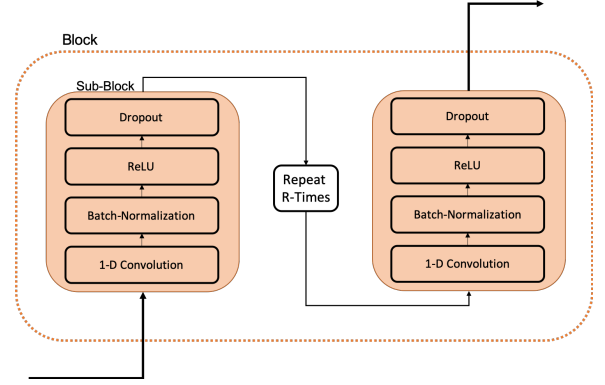 Block
Sub-Block
Dropout
ReLU
Batch-Normalization
1-D Convolution
Repeat
R-Times
Dropout
ReLU
Batch-Normalization
1-D Convolution